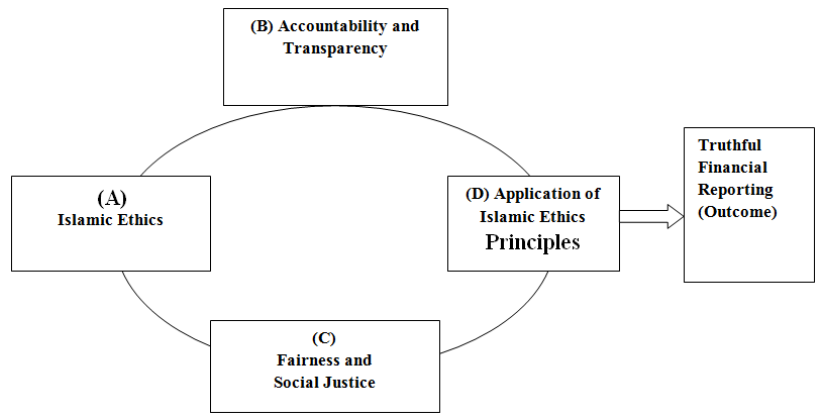 (B) Accountability and
Transparency
(A)
Islamic Ethics
(D) Application of
Islamic Ethics
Principles
Truthful
Financial
Reporting
(Outcome)
(C)
Fairness and
Social Justice